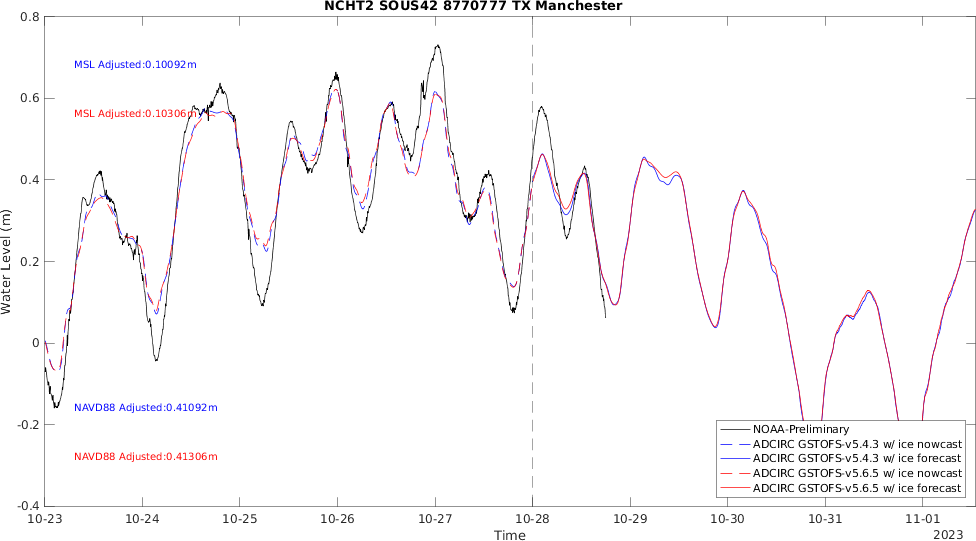 NCHT2 SOUS42 8770777 TX Manchester
0.8
0.6
0.4
0.2
0
-0.2
-0.4
Water Level (m)
MSL Adjusted:0.10092m
MSL Adjusted:0.10306m
NAVD88 Adjusted:0.41092m
NAVD88 Adjusted:0.41306m
NOAA-Preliminary
ADCIRC GSTOFS-v5.4.3 w/ ice nowcast
ADCIRC GSTOFS-v5.4.3 w/ ice forecast
ADCIRC GSTOFS-v5.6.5 w/ ice nowcast
ADCIRC GSTOFS-v5.6.5 w/ ice forecast
10-23 10-24 10-25 10-26 10-27 10-28 10-29 10-30 10-31 11-01
Time
2023